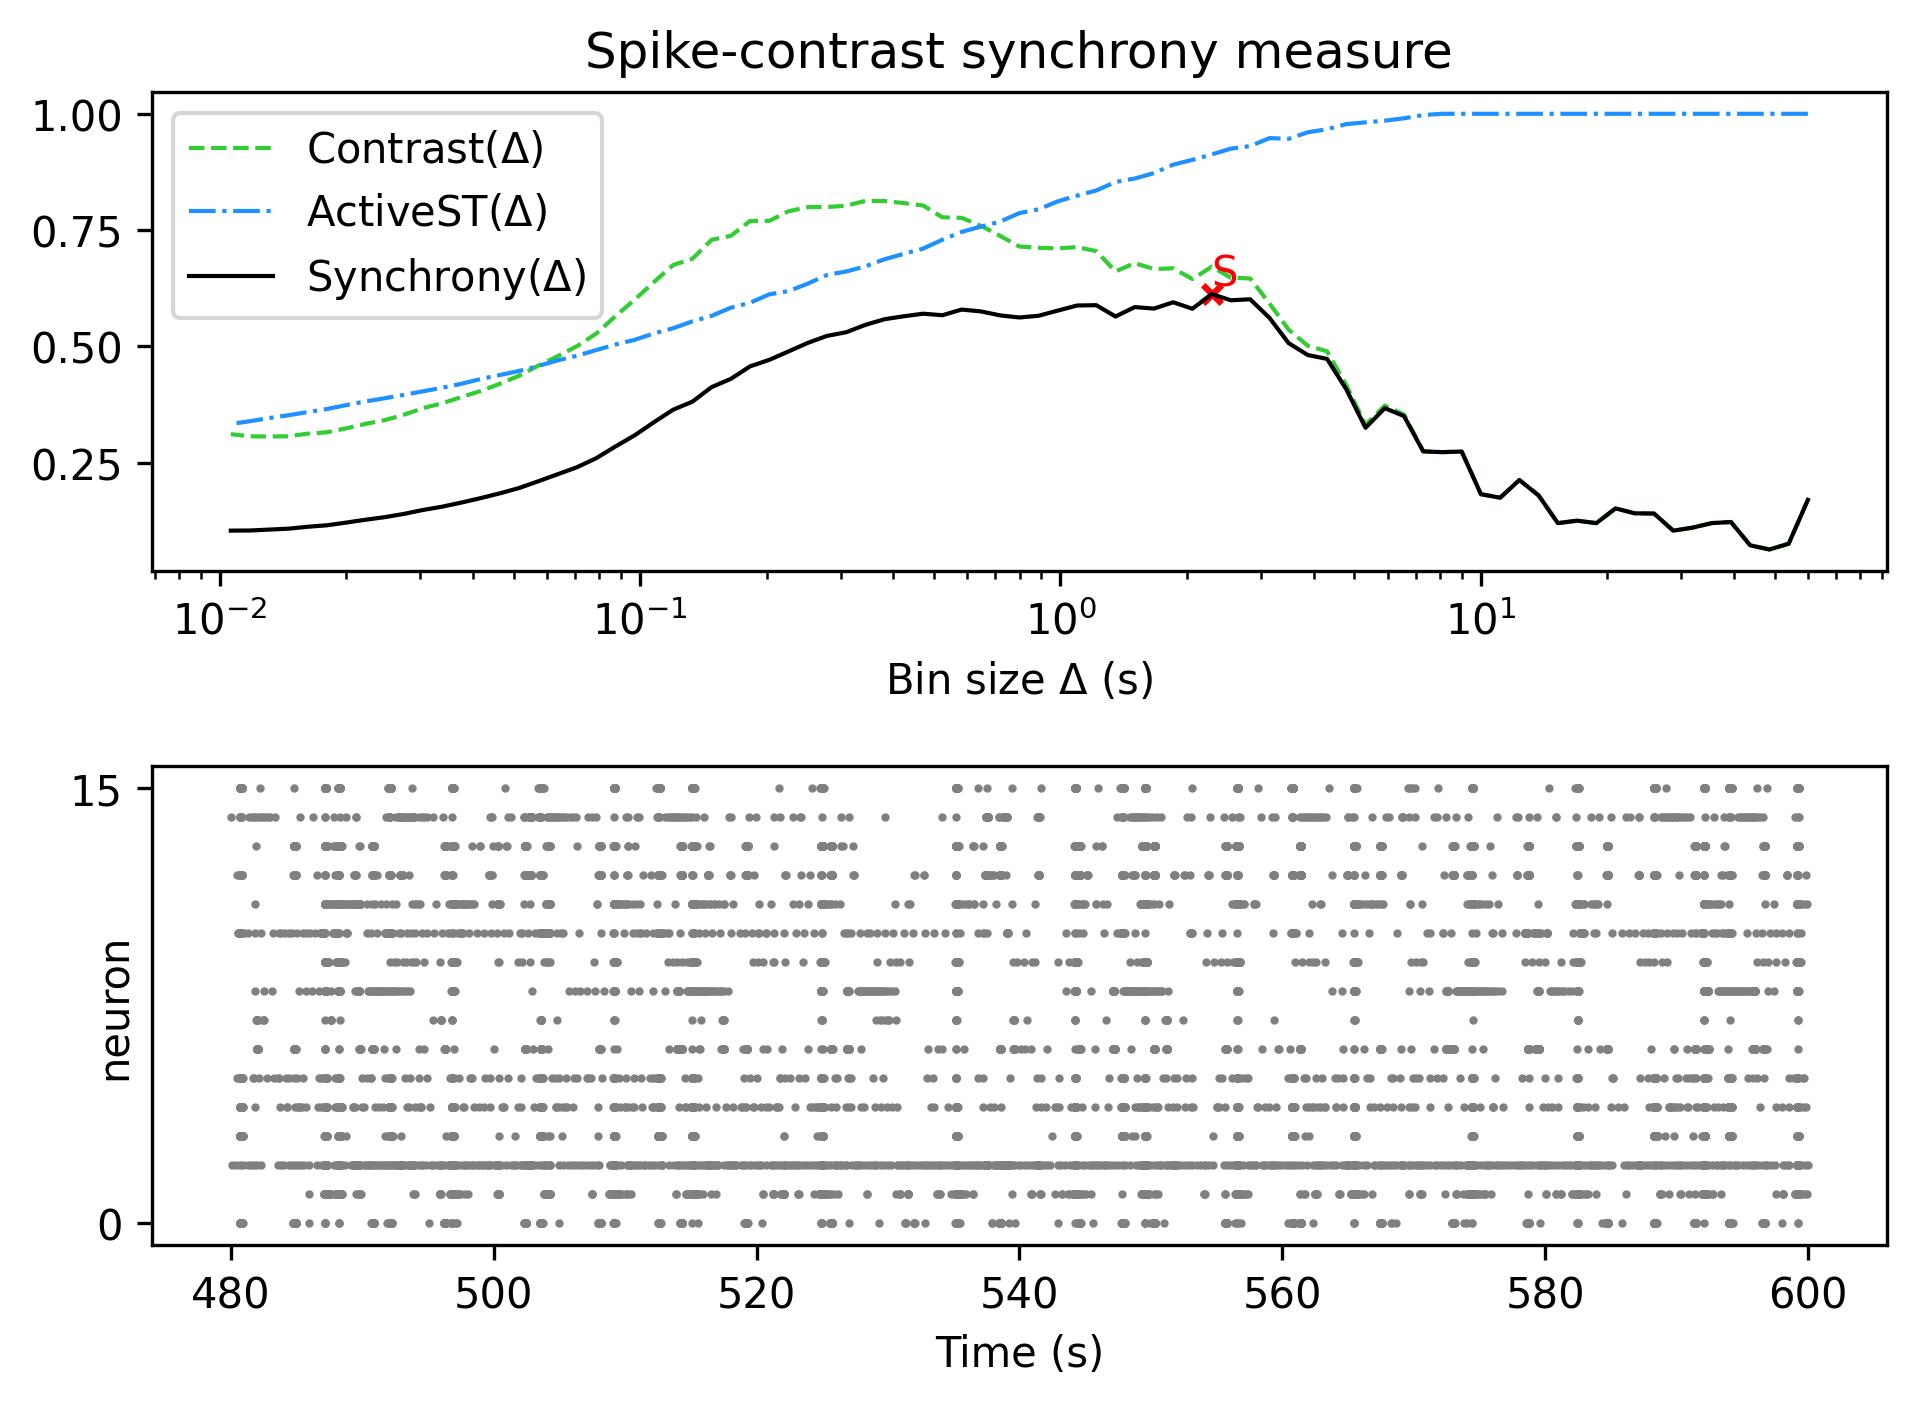 Spike-contrast synchrony measure
1.00
0.75
0.50
0.25
Contrast(Δ)
ActiveST(Δ)
Synchrony(Δ)
S
10⁻² 10⁻¹ 10⁰ 10¹
Bin size Δ (s)
15
0
neuron
480 500 520 540 560 580 600
Time (s)